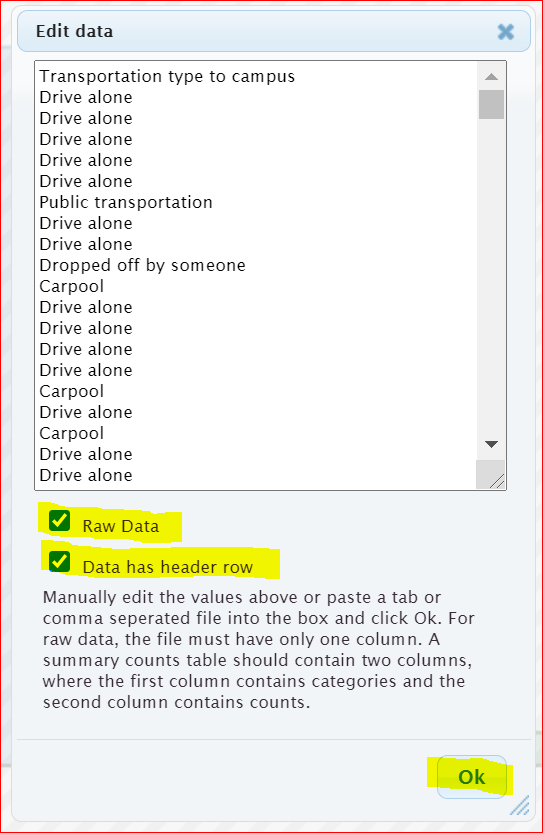 Edit data
Transportation type to campus
Drive alone
Drive alone
Drive alone
Drive alone
Drive alone
Public transportation
Drive alone
Drive alone
Dropped off by someone
Carpool
Drive alone
Drive alone
Drive alone
Drive alone
Carpool
Drive alone
Carpool
Drive alone
Drive alone
Raw Data
Data has header row
Manually edit the values above or paste a tab or
comma seperated file into the box and click Ok. For
raw data, the file must have only one column. A
summary counts table should contain two columns,
where the first column contains categories and the
second column contains counts.
Ok